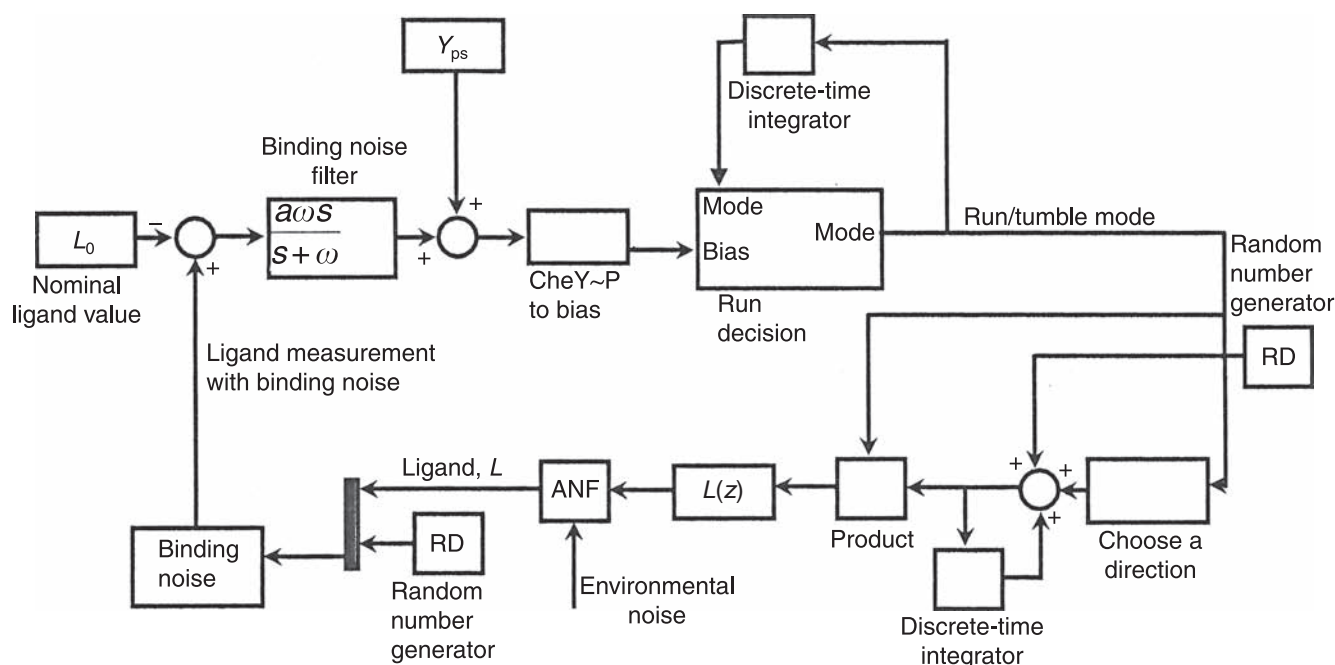 Y_ps
Discrete-time
integrator
Binding noise
filter
aωs
s + ω
L_0
Nominal
ligand value
−
+
+
+
CheY~P
to bias
Mode
Bias
Mode
Run
decision
Run/tumble mode
Random
number
generator
RD
Ligand measurement
with binding noise
Ligand, L
ANF
L(z)
Product
+
+
+
Choose a
direction
Binding
noise
RD
Random
number
generator
Environmental
noise
Discrete-time
integrator